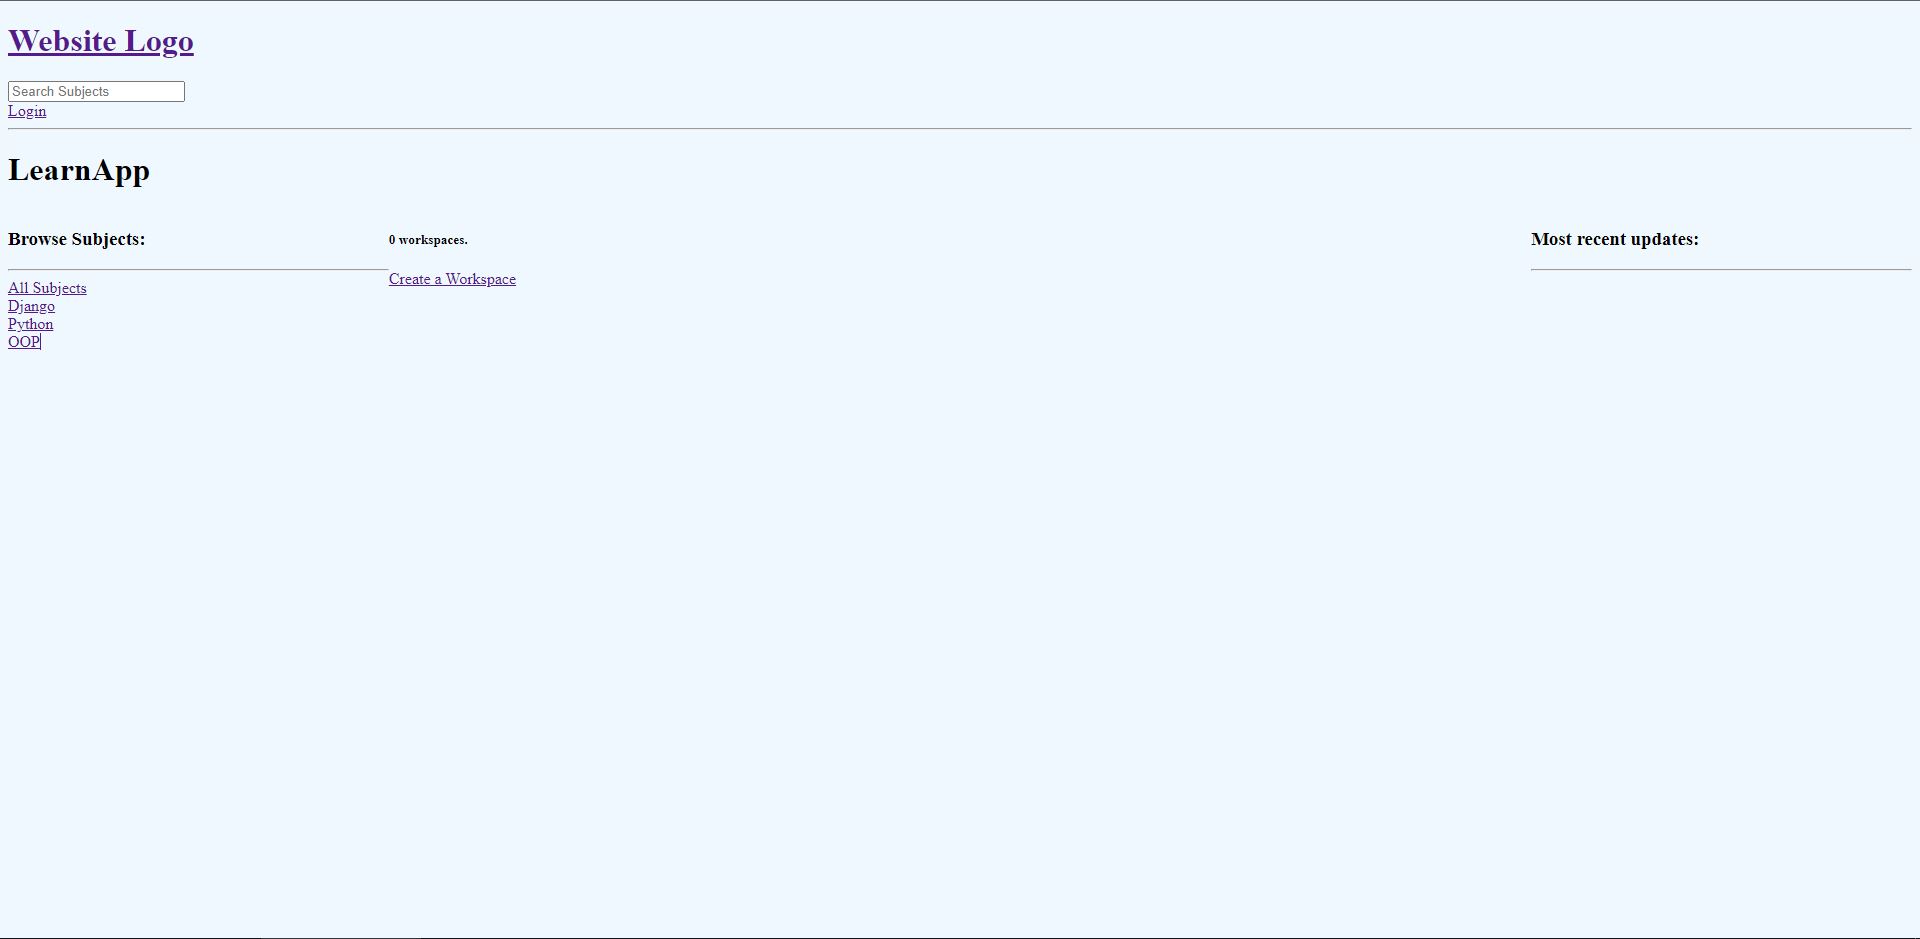 Website Logo
Search Subjects
Login
LearnApp
Browse Subjects:
All Subjects
Django
Python
OOP
0 workspaces.
Create a Workspace
Most recent updates: